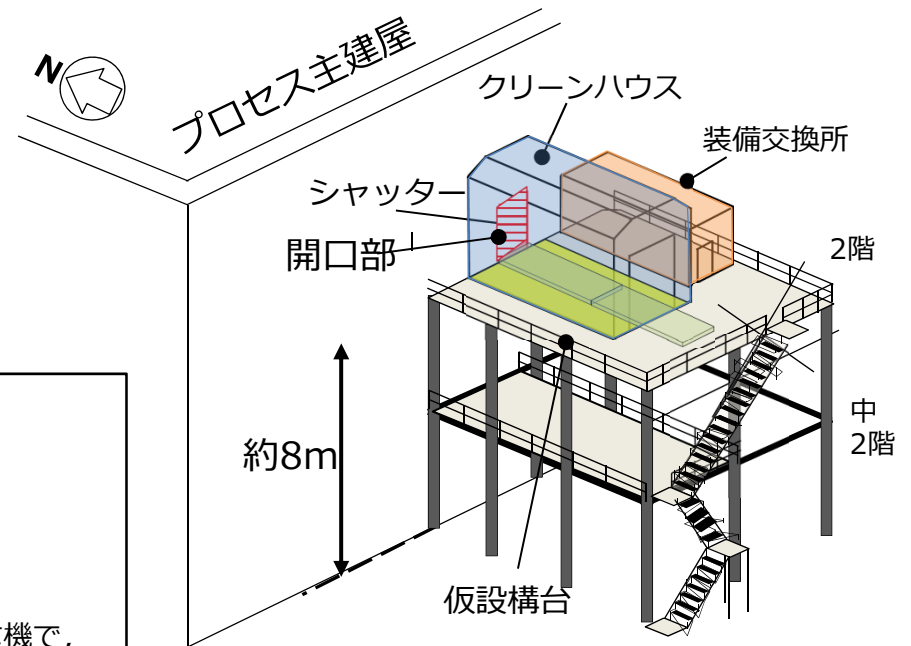 N
プロセス主建屋
クリーンハウス
装備交換所
シャッター
開口部
2階
中
2階
約8m
仮設構台
機で,